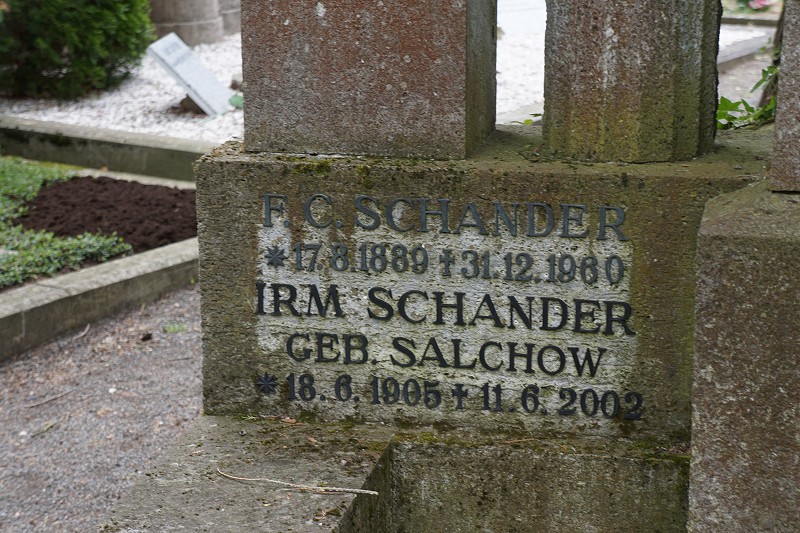 F. C. SCHANDER
* 17.8.1889 ✝ 31.12.1960
IRM SCHANDER
GEB. SALCHOW
* 18.6.1905 ✝ 11.6.2002